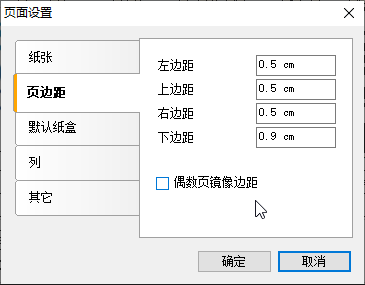 页面设置
纸张
页边距
默认纸盒
列
其它
左边距 0.5 cm
上边距 0.5 cm
右边距 0.5 cm
下边距 0.9 cm
偶数页镜像边距
确定 取消